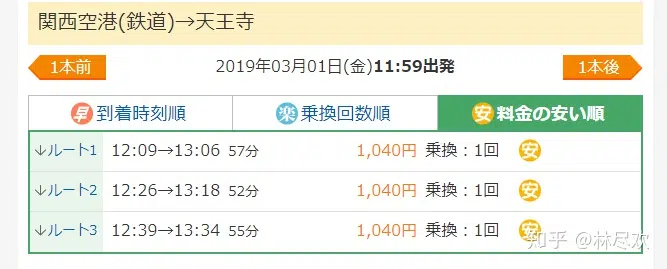 関西空港(鉄道)→天王寺
1本前
2019年03月01日(金)11:59出発
1本後
早 到着時刻順
楽 乗換回数順
安 料金の安い順
↓ルート1 12:09→13:06 57分 1,040円 乗換：1回 安
↓ルート2 12:26→13:18 52分 1,040円 乗換：1回 安
↓ルート3 12:39→13:34 55分 1,040円 乗換：1回 安
知乎 @林尽欢